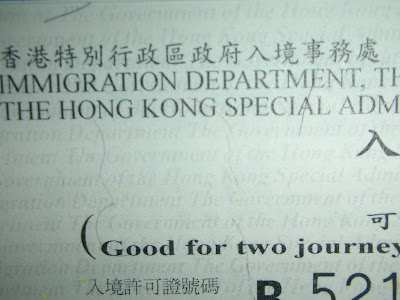 香港特別行政區政府入境事務處
IMMIGRATION DEPARTMENT, TH
THE HONG KONG SPECIAL ADM
入
可
(Good for two journey
入境許可證號碼 R 521